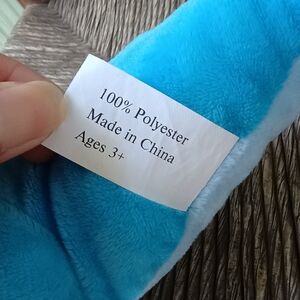 100% Polyester
Made in China
Ages 3+